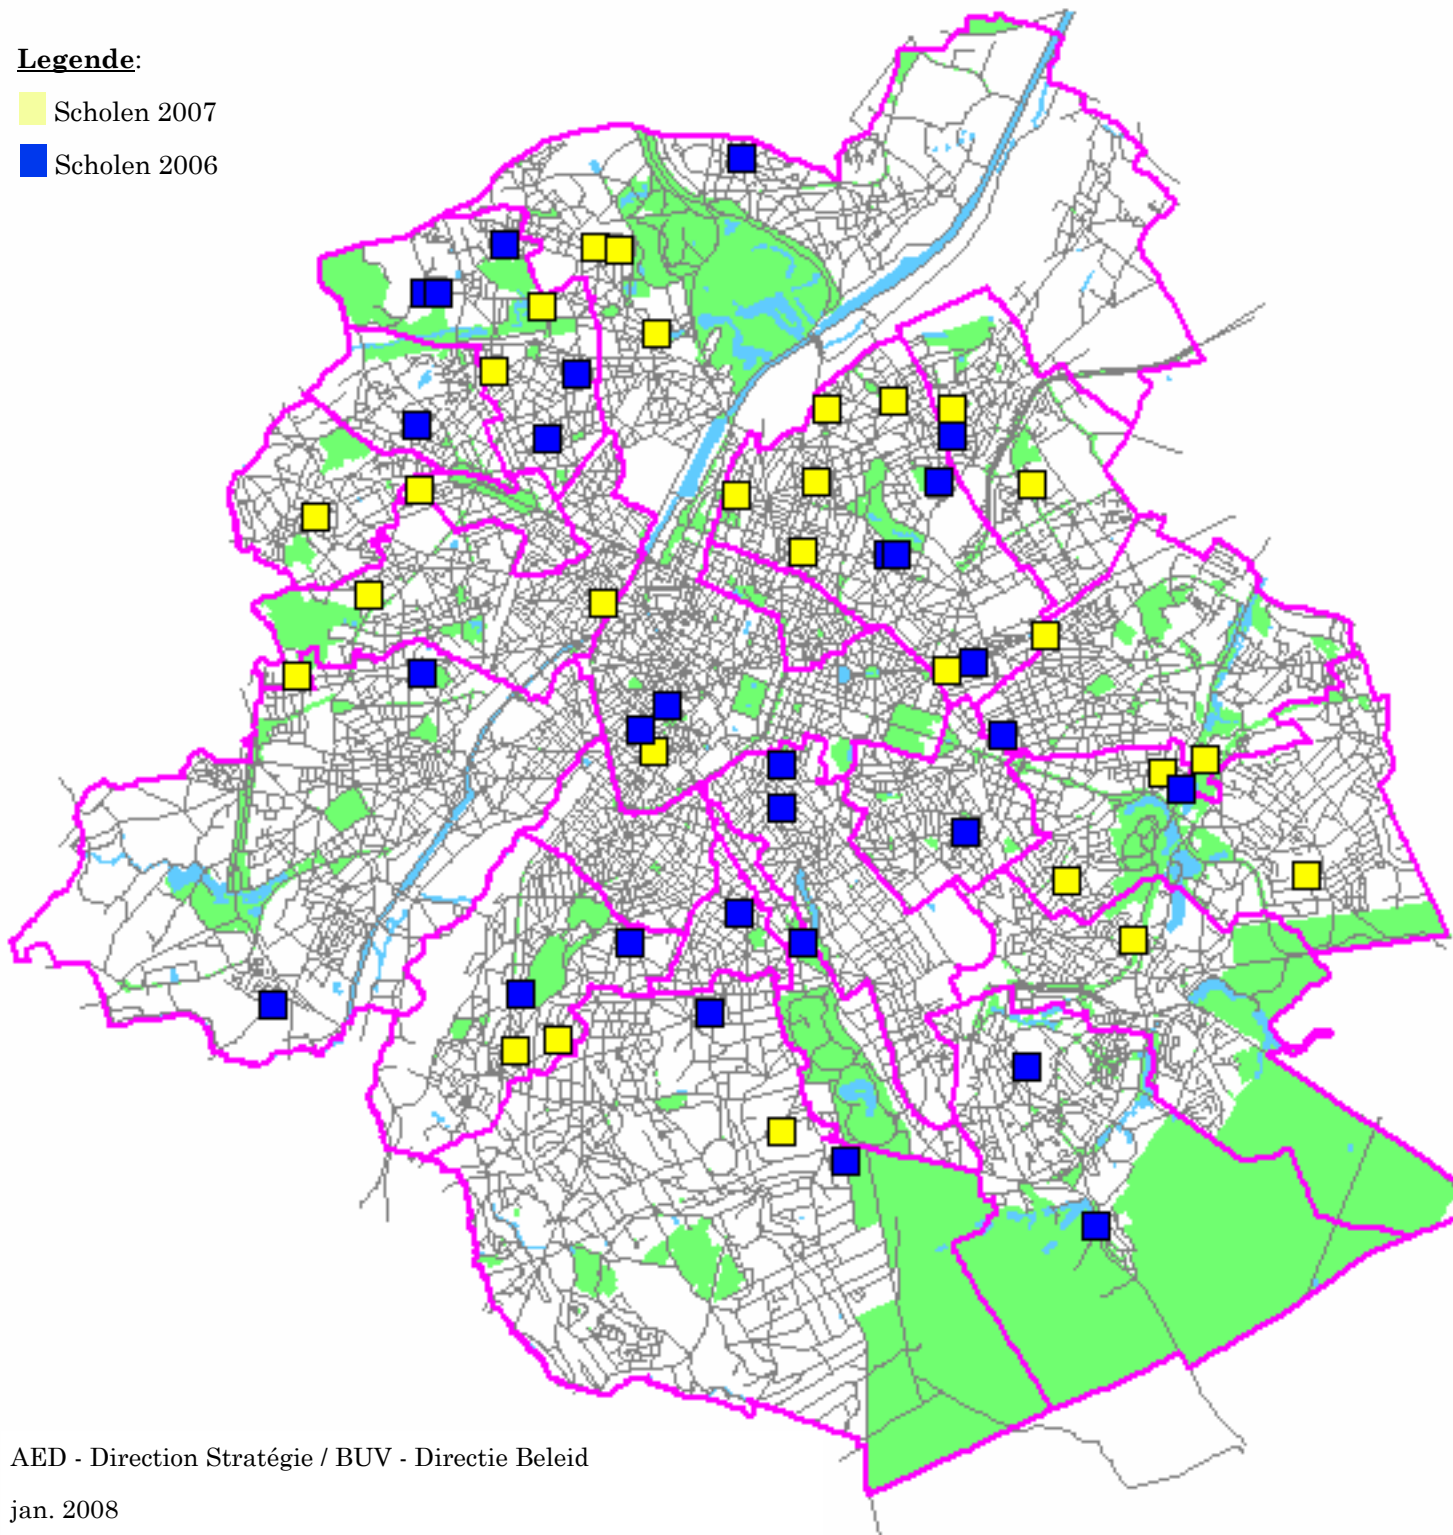 Legende:
Scholen 2007
Scholen 2006
AED - Direction Stratégie / BUV - Directie Beleid
jan. 2008